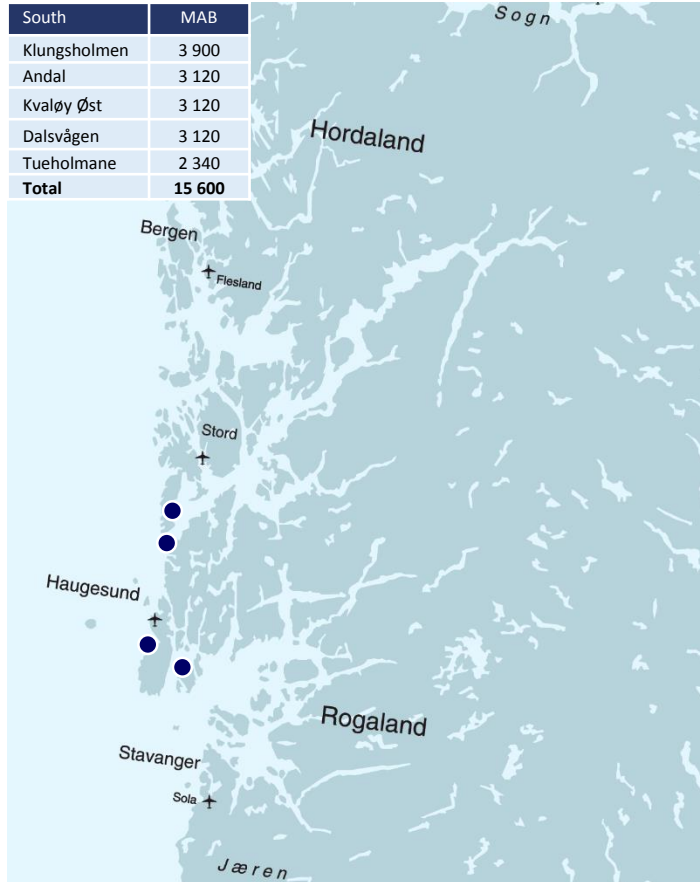 South MAB
Klungsholmen 3 900
Andal 3 120
Kvaløy Øst 3 120
Dalsvågen 3 120
Tueholmane 2 340
Total 15 600
Sogn
Hordaland
Bergen
Flesland
Stord
Haugesund
Rogaland
Stavanger
Sola
Jæren